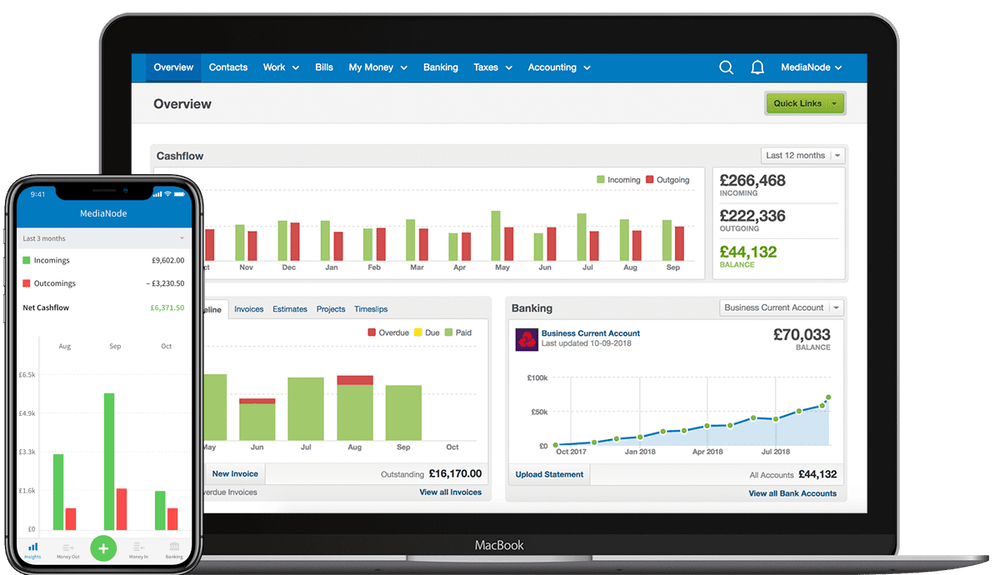 Overview Contacts Work Bills My Money Banking Taxes Accounting MediaNode
Overview Quick Links
Cashflow Last 12 months
Incoming Outgoing
£266,468
INCOMING
£222,336
OUTGOING
£44,132
BALANCE
Nov Dec Jan Feb Mar Apr May Jun Jul Aug Sep
Invoices Estimates Projects Timeslips
Overdue Due Paid
May Jun Jul Aug Sep Oct
New Invoice Outstanding £16,170.00
View all Invoices
Banking Business Current Account
Business Current Account
Last updated 10-09-2018
£70,033
BALANCE
£100k
£50k
£0
Oct 2017 Jan 2018 Apr 2018 Jul 2018
Upload Statement All Accounts £44,132
View all Bank Accounts
MacBook
9:41
MediaNode
Last 3 months
Incomings £9,602.00
Outcomings – £3,230.50
Net Cashflow £6,371.50
Aug Sep Oct
£6.5k
£4.9k
£3.3k
£1.6k
£0
Insights Money Out Money In Banking